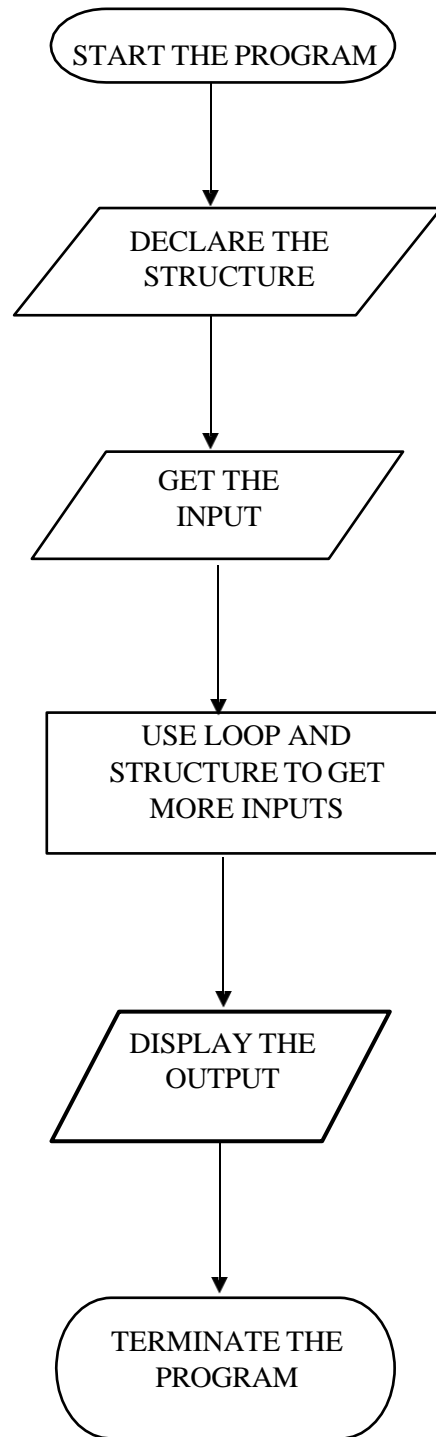 START THE PROGRAM
DECLARE THE
STRUCTURE
GET THE
INPUT
USE LOOP AND
STRUCTURE TO GET
MORE INPUTS
DISPLAY THE
OUTPUT
TERMINATE THE
PROGRAM